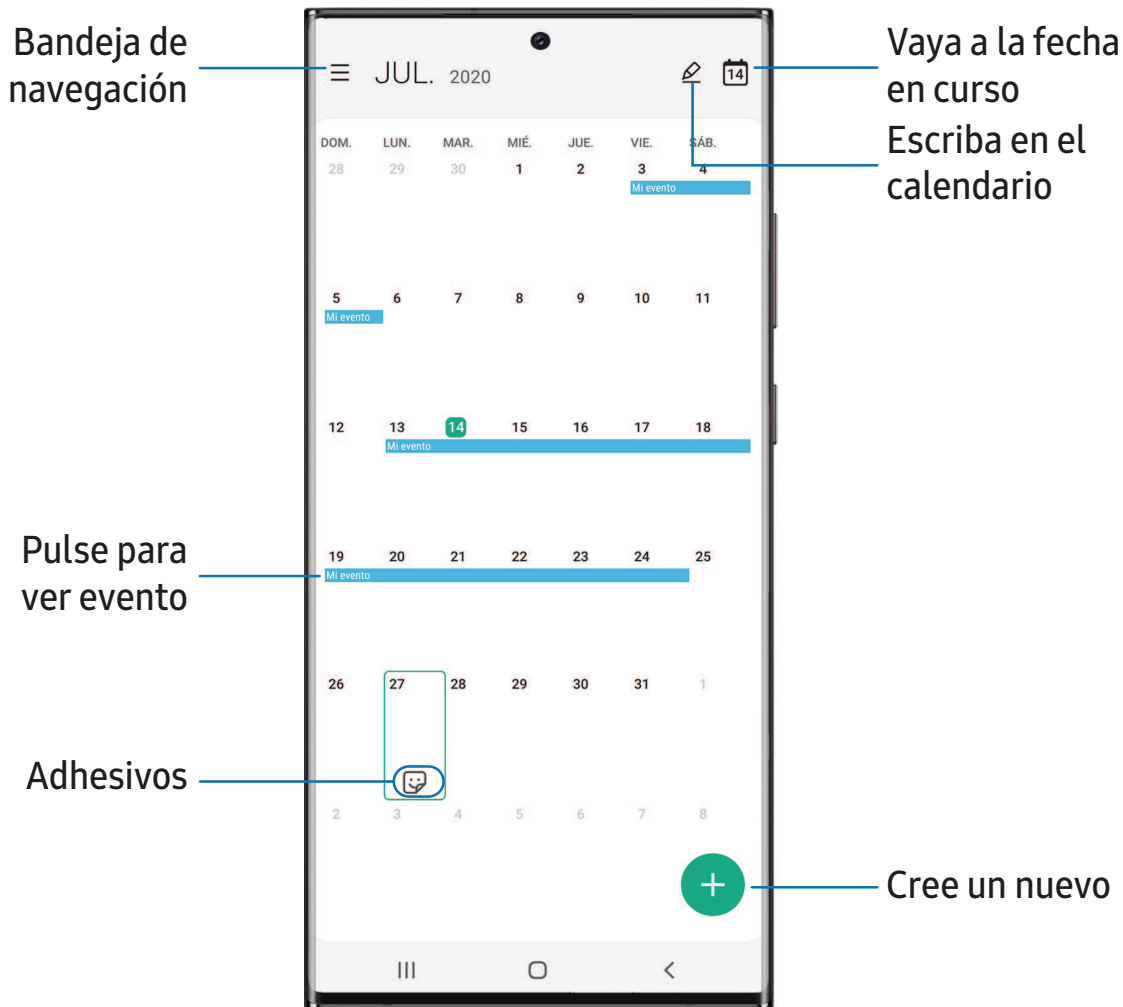 Bandeja de
navegación
JUL. 2020
14
Vaya a la fecha
en curso
Escriba en el
calendario
DOM. LUN. MAR. MIÉ. JUE. VIE. SÁB.
28 29 30 1 2 3 4
Mi evento
5 6 7 8 9 10 11
Mi evento
12 13 14 15 16 17 18
Mi evento
Pulse para
ver evento
19 20 21 22 23 24 25
Mi evento
26 27 28 29 30 31 1
Adhesivos
2 3 4 5 6 7 8
Cree un nuevo